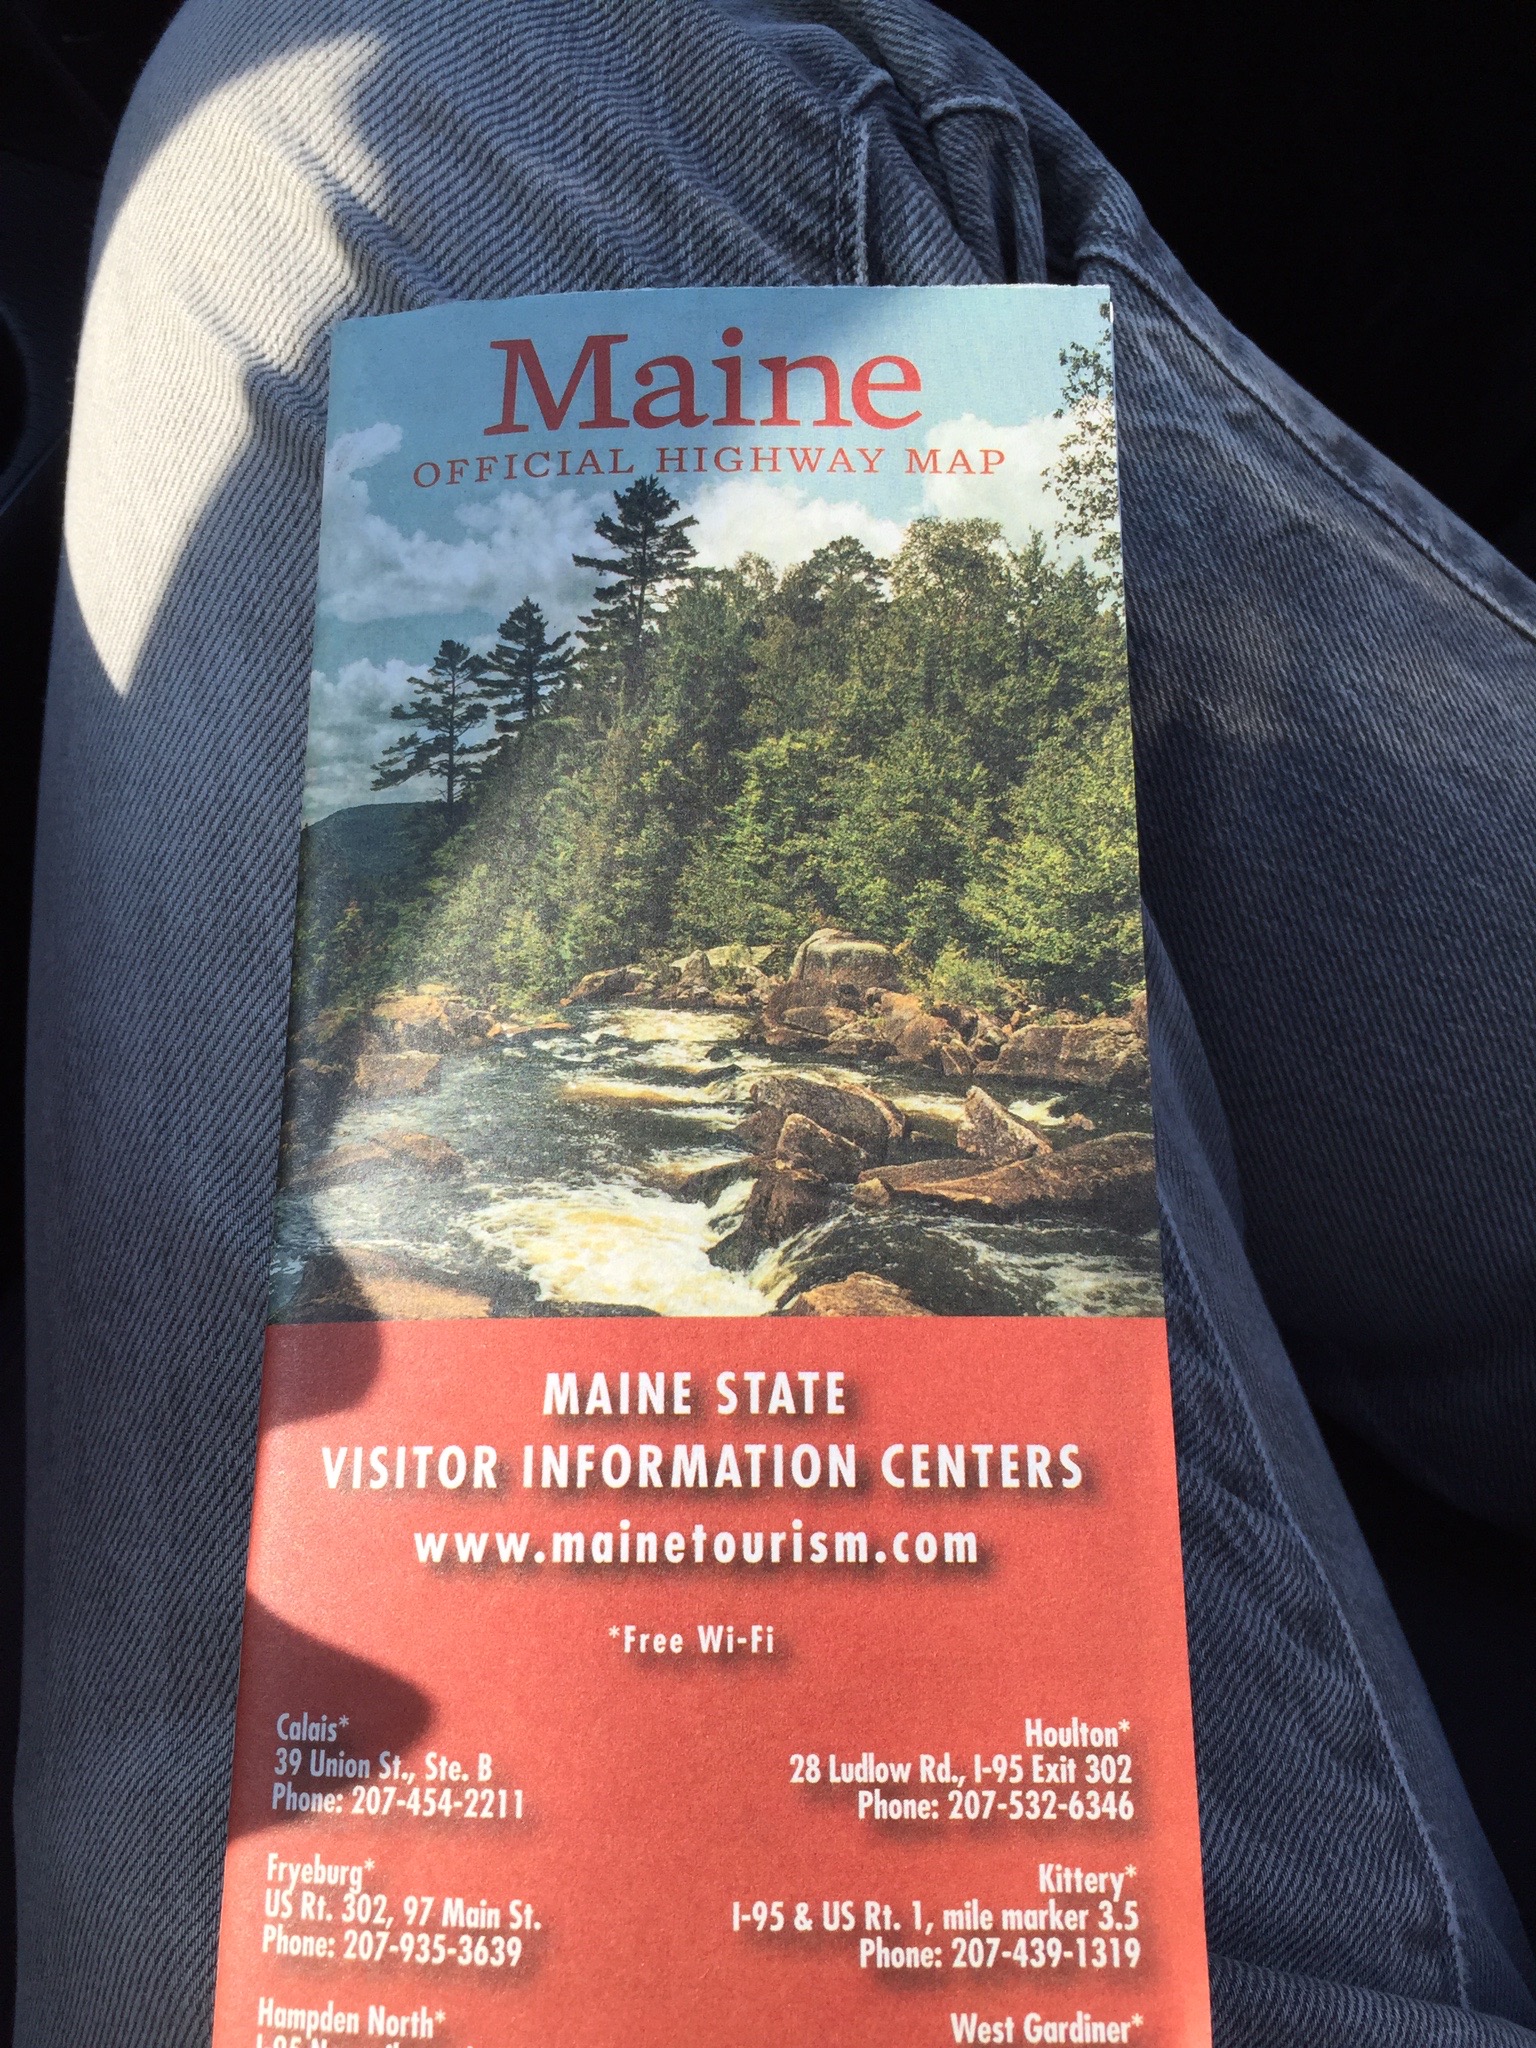 Maine
OFFICIAL HIGHWAY MAP
MAINE STATE
VISITOR INFORMATION CENTERS
www.mainetourism.com
*Free Wi-Fi
Calais*
39 Union St., Ste. B
Phone: 207-454-2211
Houlton*
28 Ludlow Rd., I-95 Exit 302
Phone: 207-532-6346
Fryeburg*
US Rt. 302, 97 Main St.
Phone: 207-935-3639
Kittery*
I-95 & US Rt. 1, mile marker 3.5
Phone: 207-439-1319
Hampden North*
I-95
West Gardiner*